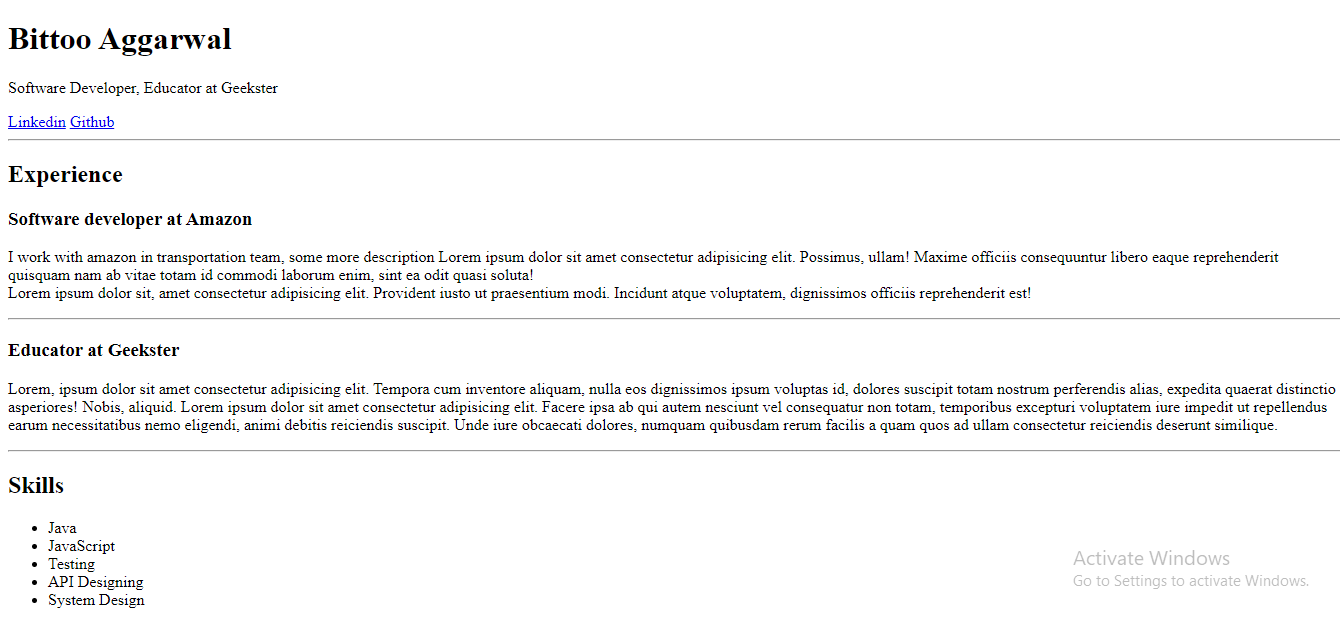 Bittoo Aggarwal
Software Developer, Educator at Geekster
Linkedin Github
Experience
Software developer at Amazon
I work with amazon in transportation team, some more description Lorem ipsum dolor sit amet consectetur adipisicing elit. Possimus, ullam! Maxime officiis consequuntur libero eaque reprehenderit
quisquam nam ab vitae totam id commodi laborum enim, sint ea odit quasi soluta!
Lorem ipsum dolor sit, amet consectetur adipisicing elit. Provident iusto ut praesentium modi. Incidunt atque voluptatem, dignissimos officiis reprehenderit est!
Educator at Geekster
Lorem, ipsum dolor sit amet consectetur adipisicing elit. Tempora cum inventore aliquam, nulla eos dignissimos ipsum voluptas id, dolores suscipit totam nostrum perferendis alias, expedita quaerat distinctio
asperiores! Nobis, aliquid. Lorem ipsum dolor sit amet consectetur adipisicing elit. Facere ipsa ab qui autem nesciunt vel consequatur non totam, temporibus excepturi voluptatem iure impedit ut repellendus
earum necessitatibus nemo eligendi, animi debitis reiciendis suscipit. Unde iure obcaecati dolores, numquam quibusdam rerum facilis a quam quos ad ullam consectetur reiciendis deserunt similique.
Skills
• Java
• JavaScript
• Testing
• API Designing
• System Design
Activate Windows
Go to Settings to activate Windows.